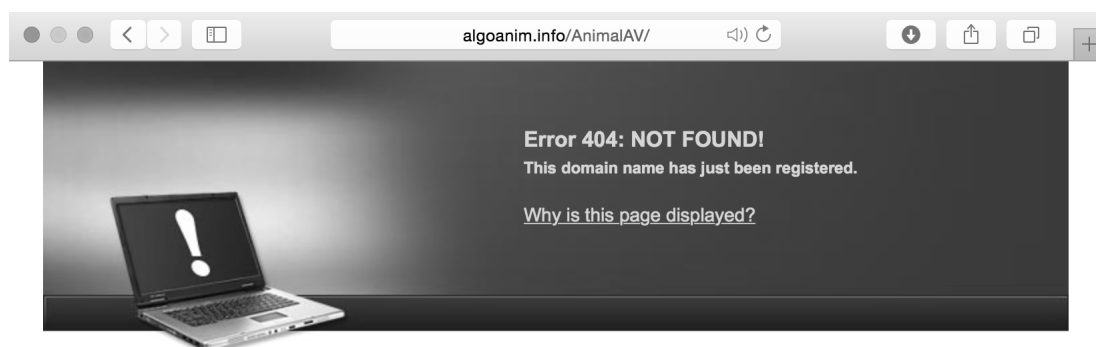 algoanim.info/AnimalAV/
Error 404: NOT FOUND!
This domain name has just been registered.
Why is this page displayed?